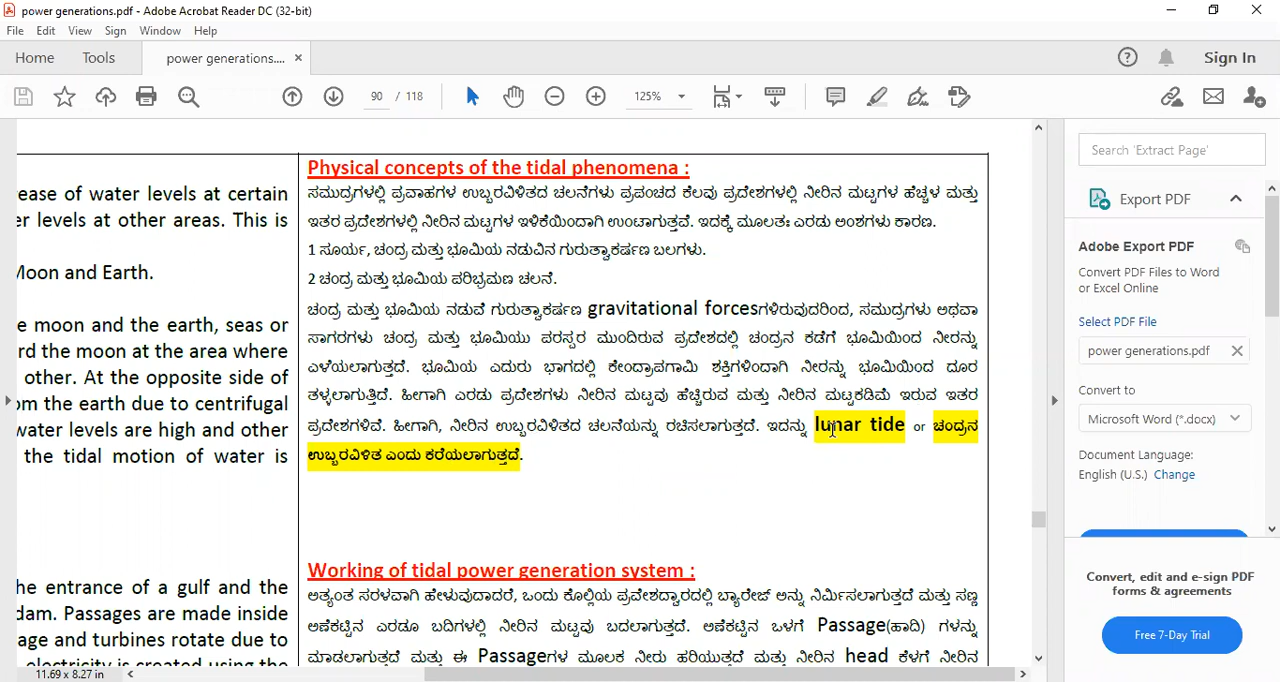 power generations.pdf - Adobe Acrobat Reader DC (32-bit)
File Edit View Sign Window Help
Home Tools power generations.... × Sign In
90 / 118 125%
rease of water levels at certain
er levels at other areas. This is
Moon and Earth.
e moon and the earth, seas or
rd the moon at the area where
other. At the opposite side of
om the earth due to centrifugal
water levels are high and other
the tidal motion of water is
he entrance of a gulf and the
dam. Passages are made inside
age and turbines rotate due to
electricity is created using the
Physical concepts of the tidal phenomena :
ಸಮುದ್ರಗಳಲ್ಲಿ ಪ್ರವಾಹಗಳ ಉಬ್ಬರವಿಳಿತದ ಚಲನೆಗಳು ಪ್ರಪಂಚದ ಕೆಲವು ಪ್ರದೇಶಗಳಲ್ಲಿ ನೀರಿನ ಮಟ್ಟಗಳ ಹೆಚ್ಚಳ ಮತ್ತು
ಇತರ ಪ್ರದೇಶಗಳಲ್ಲಿ ನೀರಿನ ಮಟ್ಟಗಳ ಇಳಿಕೆಯಿಂದಾಗಿ ಉಂಟಾಗುತ್ತವೆ. ಇದಕ್ಕೆ ಮೂಲತಃ ಎರಡು ಅಂಶಗಳು ಕಾರಣ.
1 ಸೂರ್ಯ, ಚಂದ್ರ ಮತ್ತು ಭೂಮಿಯ ನಡುವಿನ ಗುರುತ್ವಾಕರ್ಷಣ ಬಲಗಳು.
2 ಚಂದ್ರ ಮತ್ತು ಭೂಮಿಯ ಪರಿಭ್ರಮಣ ಚಲನೆ.
ಚಂದ್ರ ಮತ್ತು ಭೂಮಿಯ ನಡುವೆ ಗುರುತ್ವಾಕರ್ಷಣ gravitational forcesಗಳಿರುವುದರಿಂದ, ಸಮುದ್ರಗಳು ಅಥವಾ
ಸಾಗರಗಳು ಚಂದ್ರ ಮತ್ತು ಭೂಮಿಯು ಪರಸ್ಪರ ಮುಂದಿರುವ ಪ್ರದೇಶದಲ್ಲಿ ಚಂದ್ರನ ಕಡೆಗೆ ಭೂಮಿಯಿಂದ ನೀರನ್ನು
ಎಳೆಯಲಾಗುತ್ತದೆ. ಭೂಮಿಯ ಎದುರು ಭಾಗದಲ್ಲಿ ಕೇಂದ್ರಾಪಗಾಮಿ ಶಕ್ತಿಗಳಿಂದಾಗಿ ನೀರನ್ನು ಭೂಮಿಯಿಂದ ದೂರ
ತಳ್ಳಲಾಗುತ್ತಿದೆ. ಹೀಗಾಗಿ ಎರಡು ಪ್ರದೇಶಗಳು ನೀರಿನ ಮಟ್ಟವು ಹೆಚ್ಚಿರುವ ಮತ್ತು ನೀರಿನ ಮಟ್ಟಕಡಿಮೆ ಇರುವ ಇತರ
ಪ್ರದೇಶಗಳಿವೆ. ಹೀಗಾಗಿ, ನೀರಿನ ಉಬ್ಬರವಿಳಿತದ ಚಲನೆಯನ್ನು ರಚಿಸಲಾಗುತ್ತದೆ. ಇದನ್ನು lunar tide or ಚಂದ್ರನ
ಉಬ್ಬರವಿಳಿತ ಎಂದು ಕರೆಯಲಾಗುತ್ತದೆ.
Working of tidal power generation system :
ಅತ್ಯಂತ ಸರಳವಾಗಿ ಹೇಳುವುದಾದರೆ, ಒಂದು ಕೊಲ್ಲಿಯ ಪ್ರವೇಶದ್ವಾರದಲ್ಲಿ ಬ್ಯಾರೇಜ್ ಅನ್ನು ನಿರ್ಮಿಸಲಾಗುತ್ತದೆ ಮತ್ತು ಸಣ್ಣ
ಅಣೆಕಟ್ಟಿನ ಎರಡೂ ಬದಿಗಳಲ್ಲಿ ನೀರಿನ ಮಟ್ಟವು ಬದಲಾಗುತ್ತದೆ. ಅಣೆಕಟ್ಟಿನ ಒಳಗೆ Passage(ಹಾದಿ) ಗಳನ್ನು
ಮಾಡಲಾಗುತ್ತದೆ ಮತ್ತು ಈ Passageಗಳ ಮೂಲಕ ನೀರು ಹರಿಯುತ್ತದೆ ಮತ್ತು ನೀರಿನ head ಕೆಳಗೆ ನೀರಿನ
11.69 x 8.27 in
Search 'Extract Page'
Export PDF
Adobe Export PDF
Convert PDF Files to Word
or Excel Online
Select PDF File
power generations.pdf
Convert to
Microsoft Word (*.docx)
Document Language:
English (U.S.) Change
Convert, edit and e-sign PDF
forms & agreements
Free 7-Day Trial